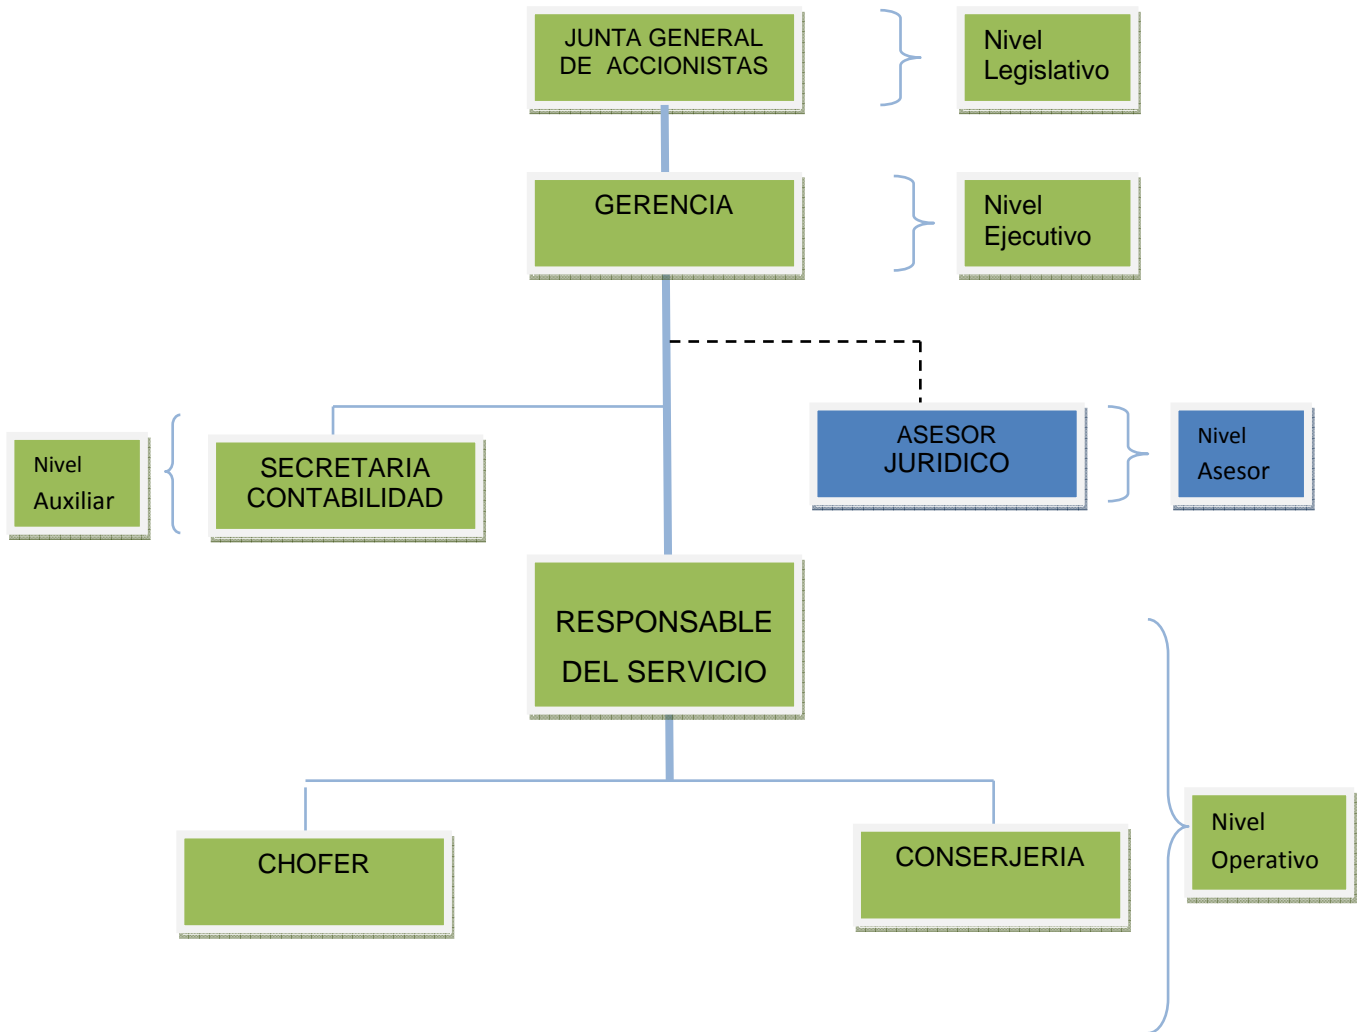 JUNTA GENERAL
DE ACCIONISTAS
Nivel
Legislativo
GERENCIA
Nivel
Ejecutivo
Nivel
Auxiliar
SECRETARIA
CONTABILIDAD
ASESOR
JURIDICO
Nivel
Asesor
RESPONSABLE
DEL SERVICIO
CHOFER
CONSERJERIA
Nivel
Operativo